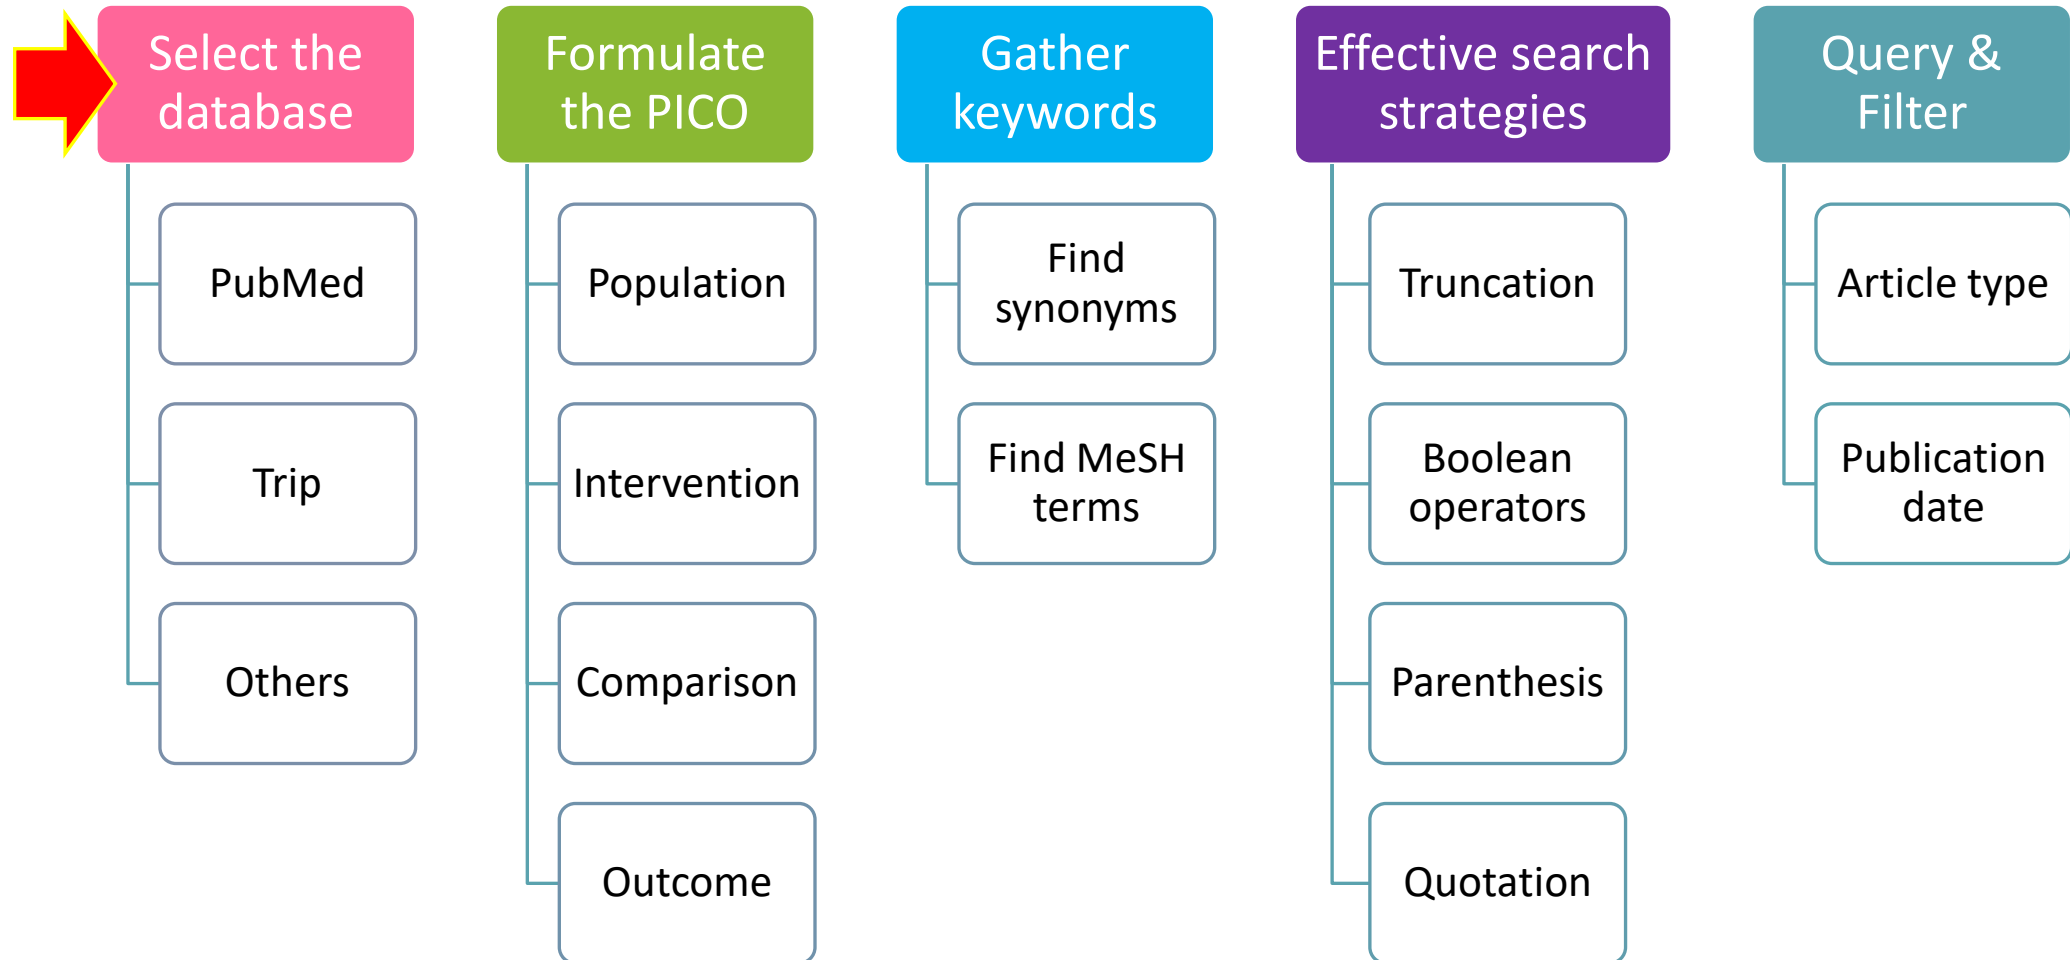 Select the
database
PubMed
Trip
Others
Formulate
the PICO
Population
Intervention
Comparison
Outcome
Gather
keywords
Find
synonyms
Find MeSH
terms
Effective search
strategies
Truncation
Boolean
operators
Parenthesis
Quotation
Query &
Filter
Article type
Publication
date